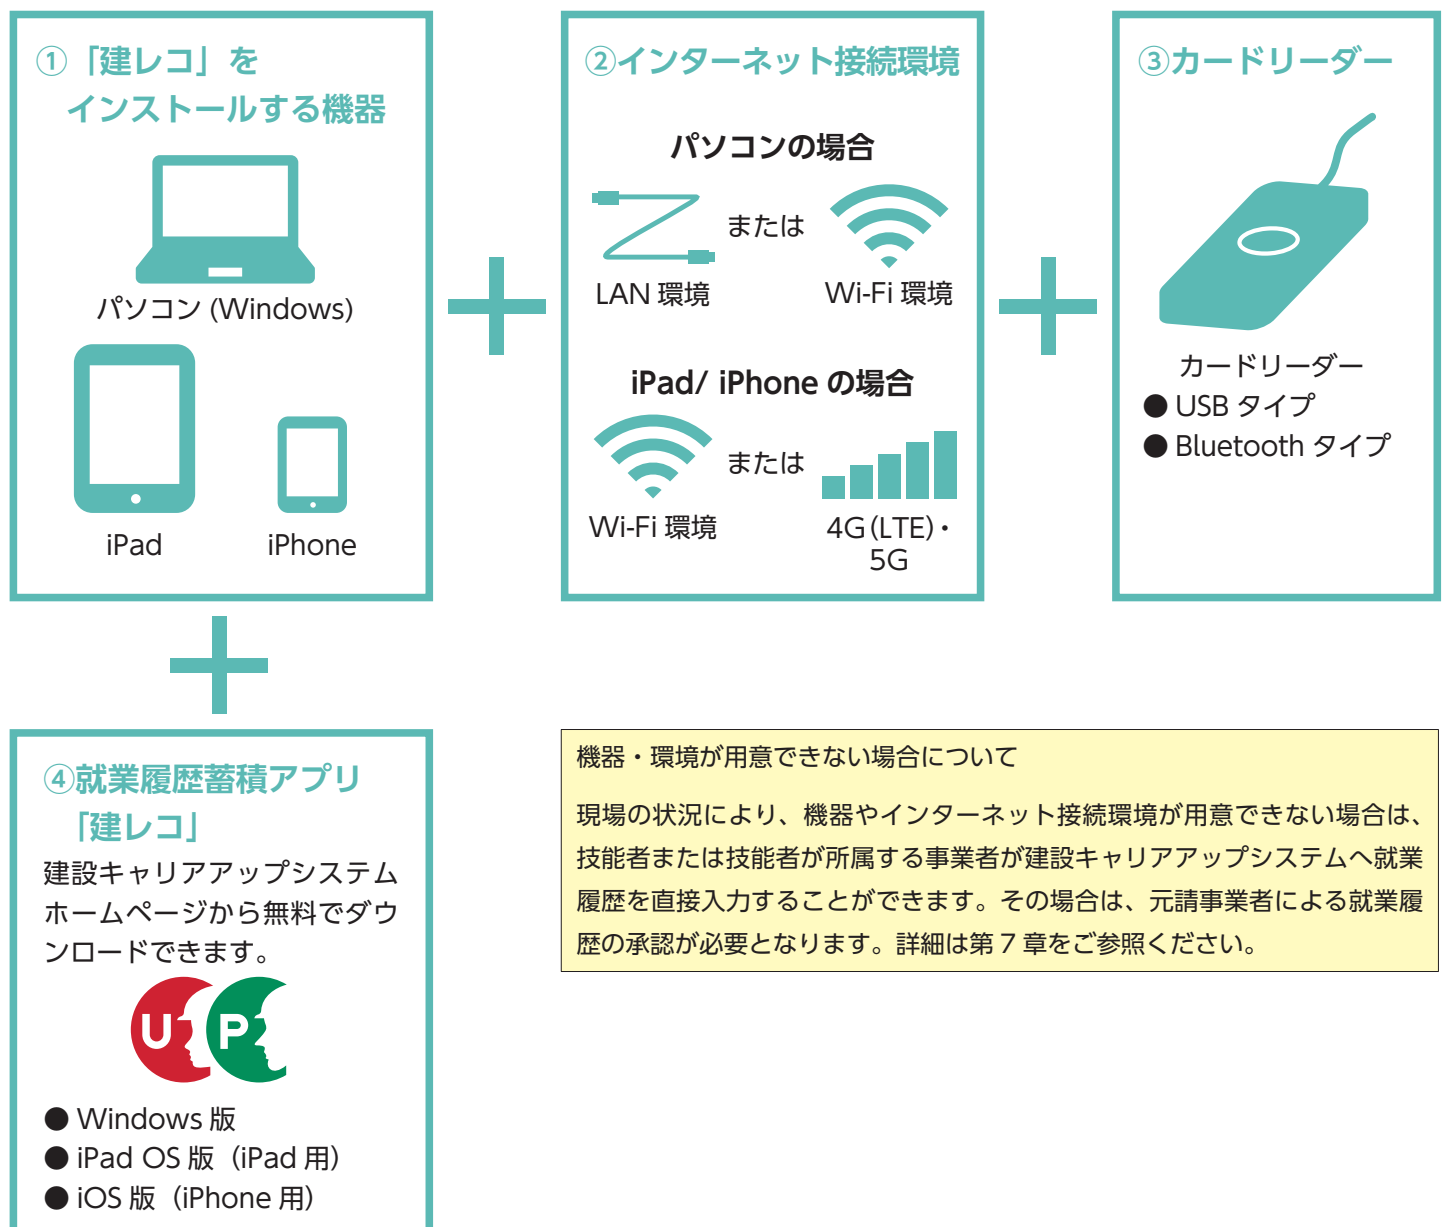 ①「建レコ」を
インストールする機器
パソコン (Windows)
iPad
iPhone
②インターネット接続環境
パソコンの場合
または
LAN 環境
Wi-Fi 環境
iPad/ iPhone の場合
または
Wi-Fi 環境
4G(LTE)・
5G
③カードリーダー
カードリーダー
● USB タイプ
● Bluetooth タイプ
④就業履歴蓄積アプリ
「建レコ」
建設キャリアアップシステム
ホームページから無料でダウ
ンロードできます。
U P
● Windows 版
● iPad OS 版（iPad 用）
● iOS 版（iPhone 用）
機器・環境が用意できない場合について
現場の状況により、機器やインターネット接続環境が用意できない場合は、
技能者または技能者が所属する事業者が建設キャリアアップシステムへ就業
履歴を直接入力することができます。その場合は、元請事業者による就業履
歴の承認が必要となります。詳細は第 7 章をご参照ください。